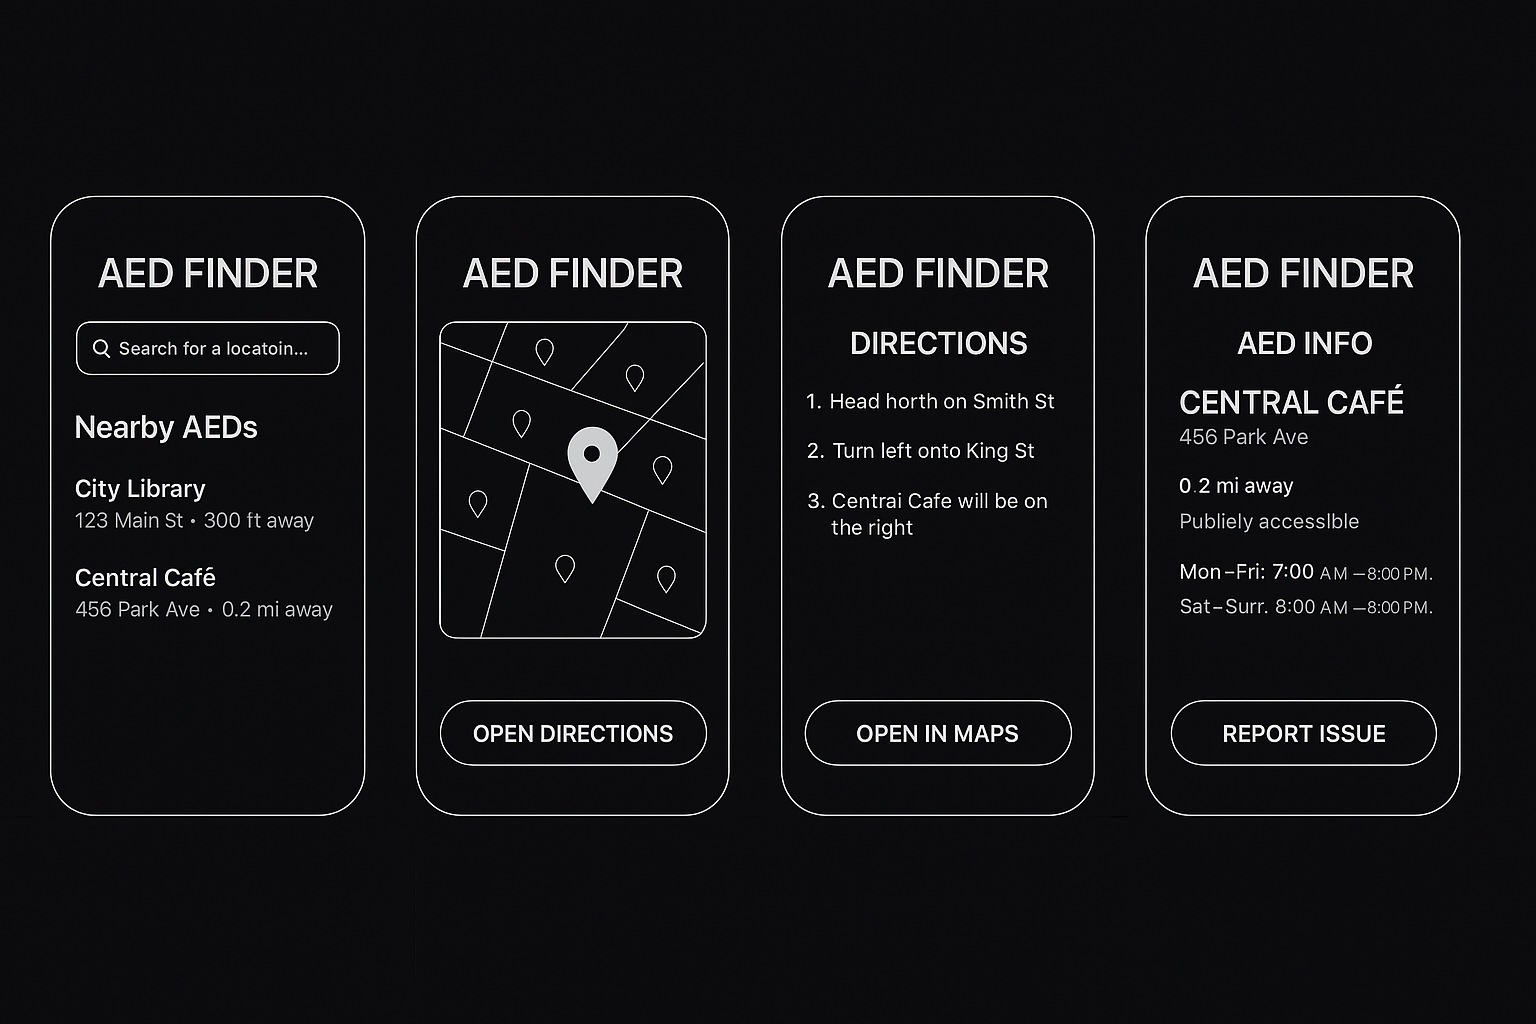 AED FINDER
Search for a locatoin...
Nearby AEDs
City Library
123 Main St • 300 ft away
Central Café
456 Park Ave • 0.2 mi away
AED FINDER
OPEN DIRECTIONS
AED FINDER
DIRECTIONS
1. Head horth on Smith St
2. Turn left onto King St
3. Centrai Cafe will be on
the right
OPEN IN MAPS
AED FINDER
AED INFO
CENTRAL CAFÉ
456 Park Ave
0.2 mi away
Publiely accesslble
Mon–Fri: 7:00 AM –8:00 PM.
Sat–Surr. 8:00 AM –8:00 PM.
REPORT ISSUE